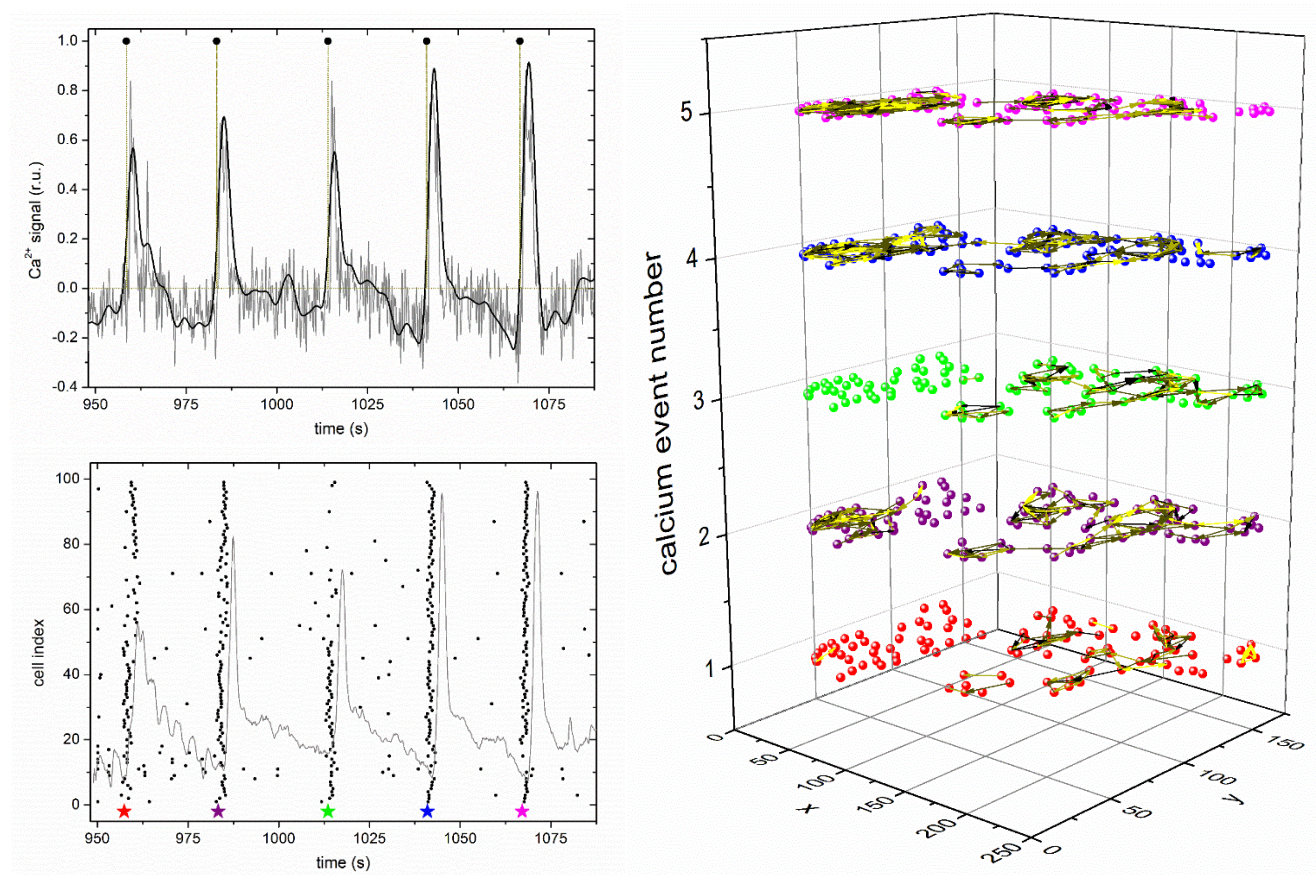 1.0
0.8
0.6
0.4
0.2
0.0
-0.2
-0.4
Ca²⁺ signal (r.u.)
950 975 1000 1025 1050 1075
time (s)
100
80
60
40
20
0
cell index
950 975 1000 1025 1050 1075
time (s)
5
4
3
2
1
calcium event number
0 50 100 150 200 250
x
0 50 100 150
y